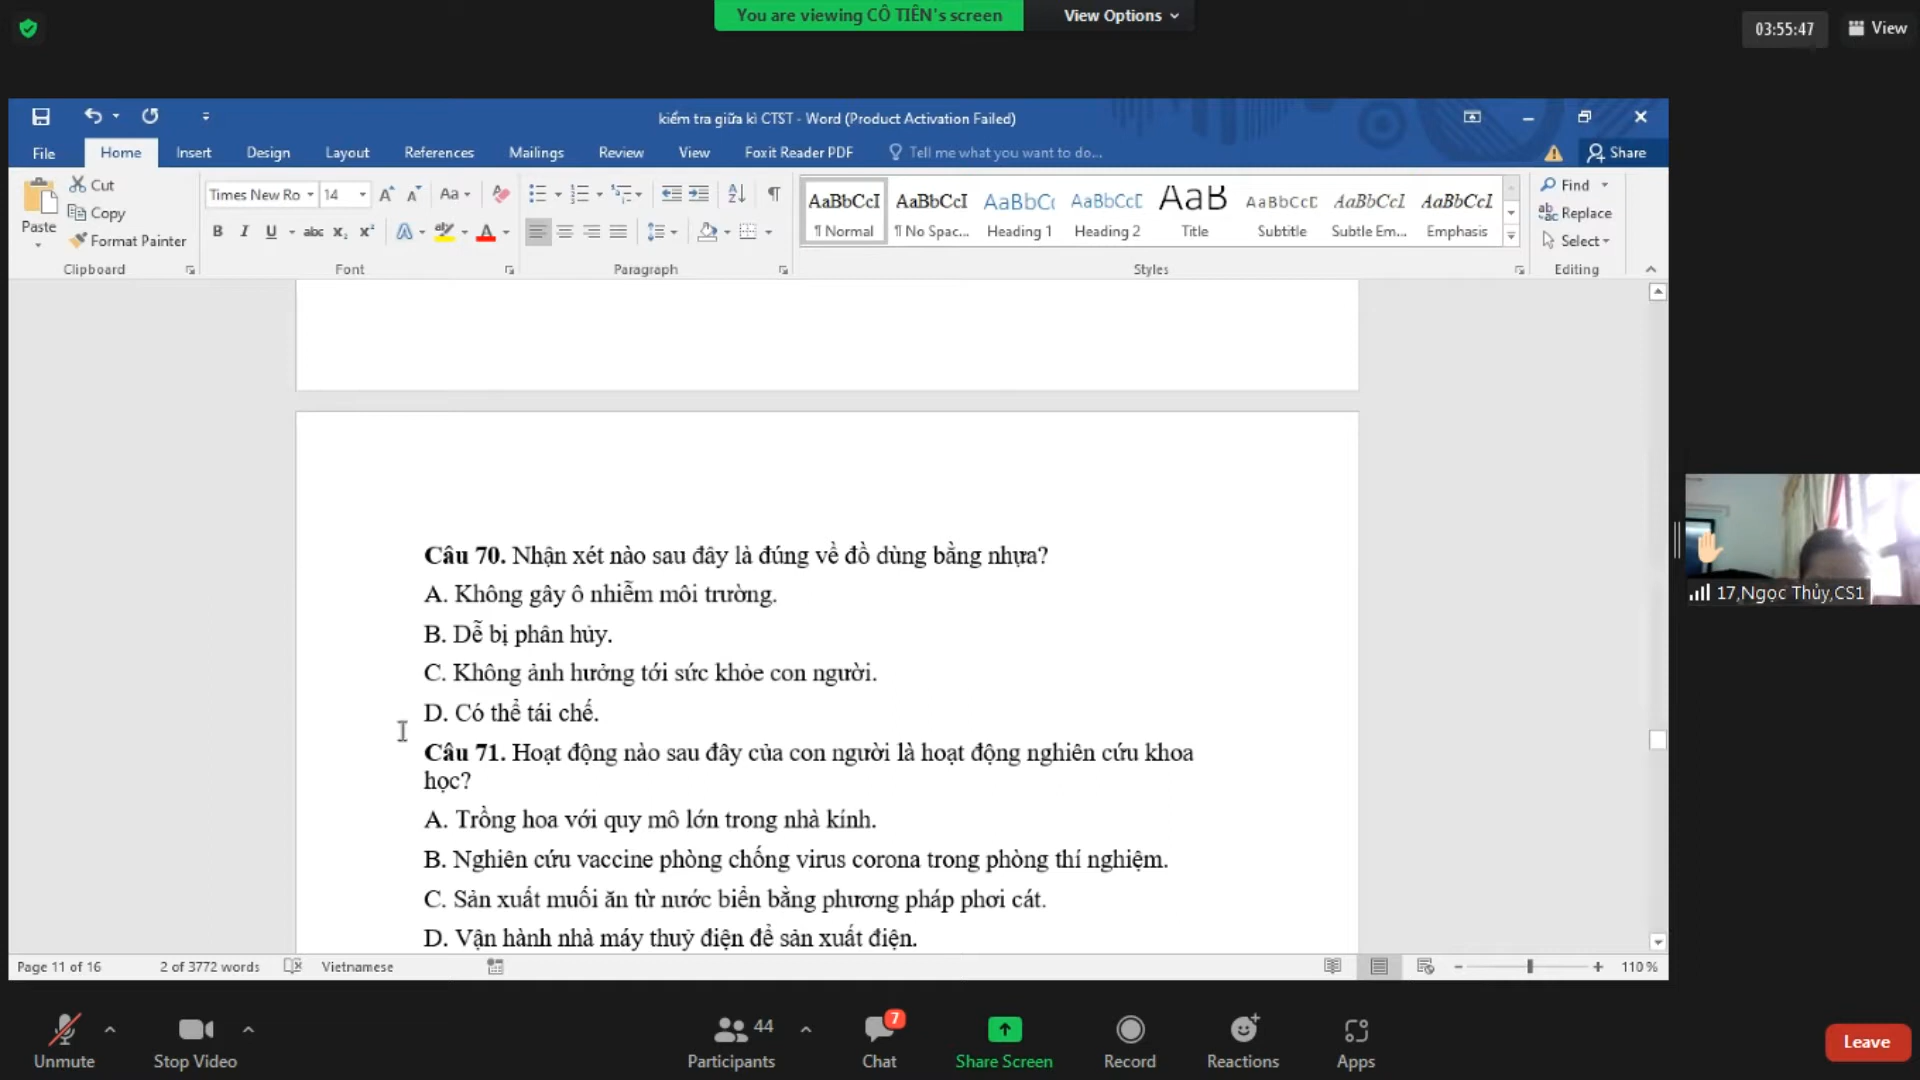 You are viewing CÔ TIÊN's screen
View Options
03:55:47
View
kiểm tra giữa kì CTST - Word (Product Activation Failed)
File Home Insert Design Layout References Mailings Review View Foxit Reader PDF Tell me what you want to do... Share
Paste
Cut
Copy
Format Painter
Clipboard
Times New Ro 14
Aa
B I U abc x₂ x²
Font
Paragraph
AaBbCcI AaBbCcI AaBbC AaBbCcD AaB AaBbCcD AaBbCcI AaBbCcI
¶ Normal ¶ No Spac... Heading 1 Heading 2 Title Subtitle Subtle Em... Emphasis
Styles
Find
Replace
Select
Editing
Câu 70. Nhận xét nào sau đây là đúng về đồ dùng bằng nhựa?
A. Không gây ô nhiễm môi trường.
B. Dễ bị phân hủy.
C. Không ảnh hưởng tới sức khỏe con người.
D. Có thể tái chế.
Câu 71. Hoạt động nào sau đây của con người là hoạt động nghiên cứu khoa
học?
A. Trồng hoa với quy mô lớn trong nhà kính.
B. Nghiên cứu vaccine phòng chống virus corona trong phòng thí nghiệm.
C. Sản xuất muối ăn từ nước biển bằng phương pháp phơi cát.
D. Vận hành nhà máy thuỷ điện để sản xuất điện.
17,Ngọc Thủy,CS1
Page 11 of 16 2 of 3772 words Vietnamese 110 %
Unmute
Stop Video
44
Participants
7
Chat
Share Screen
Record
Reactions
Apps
Leave